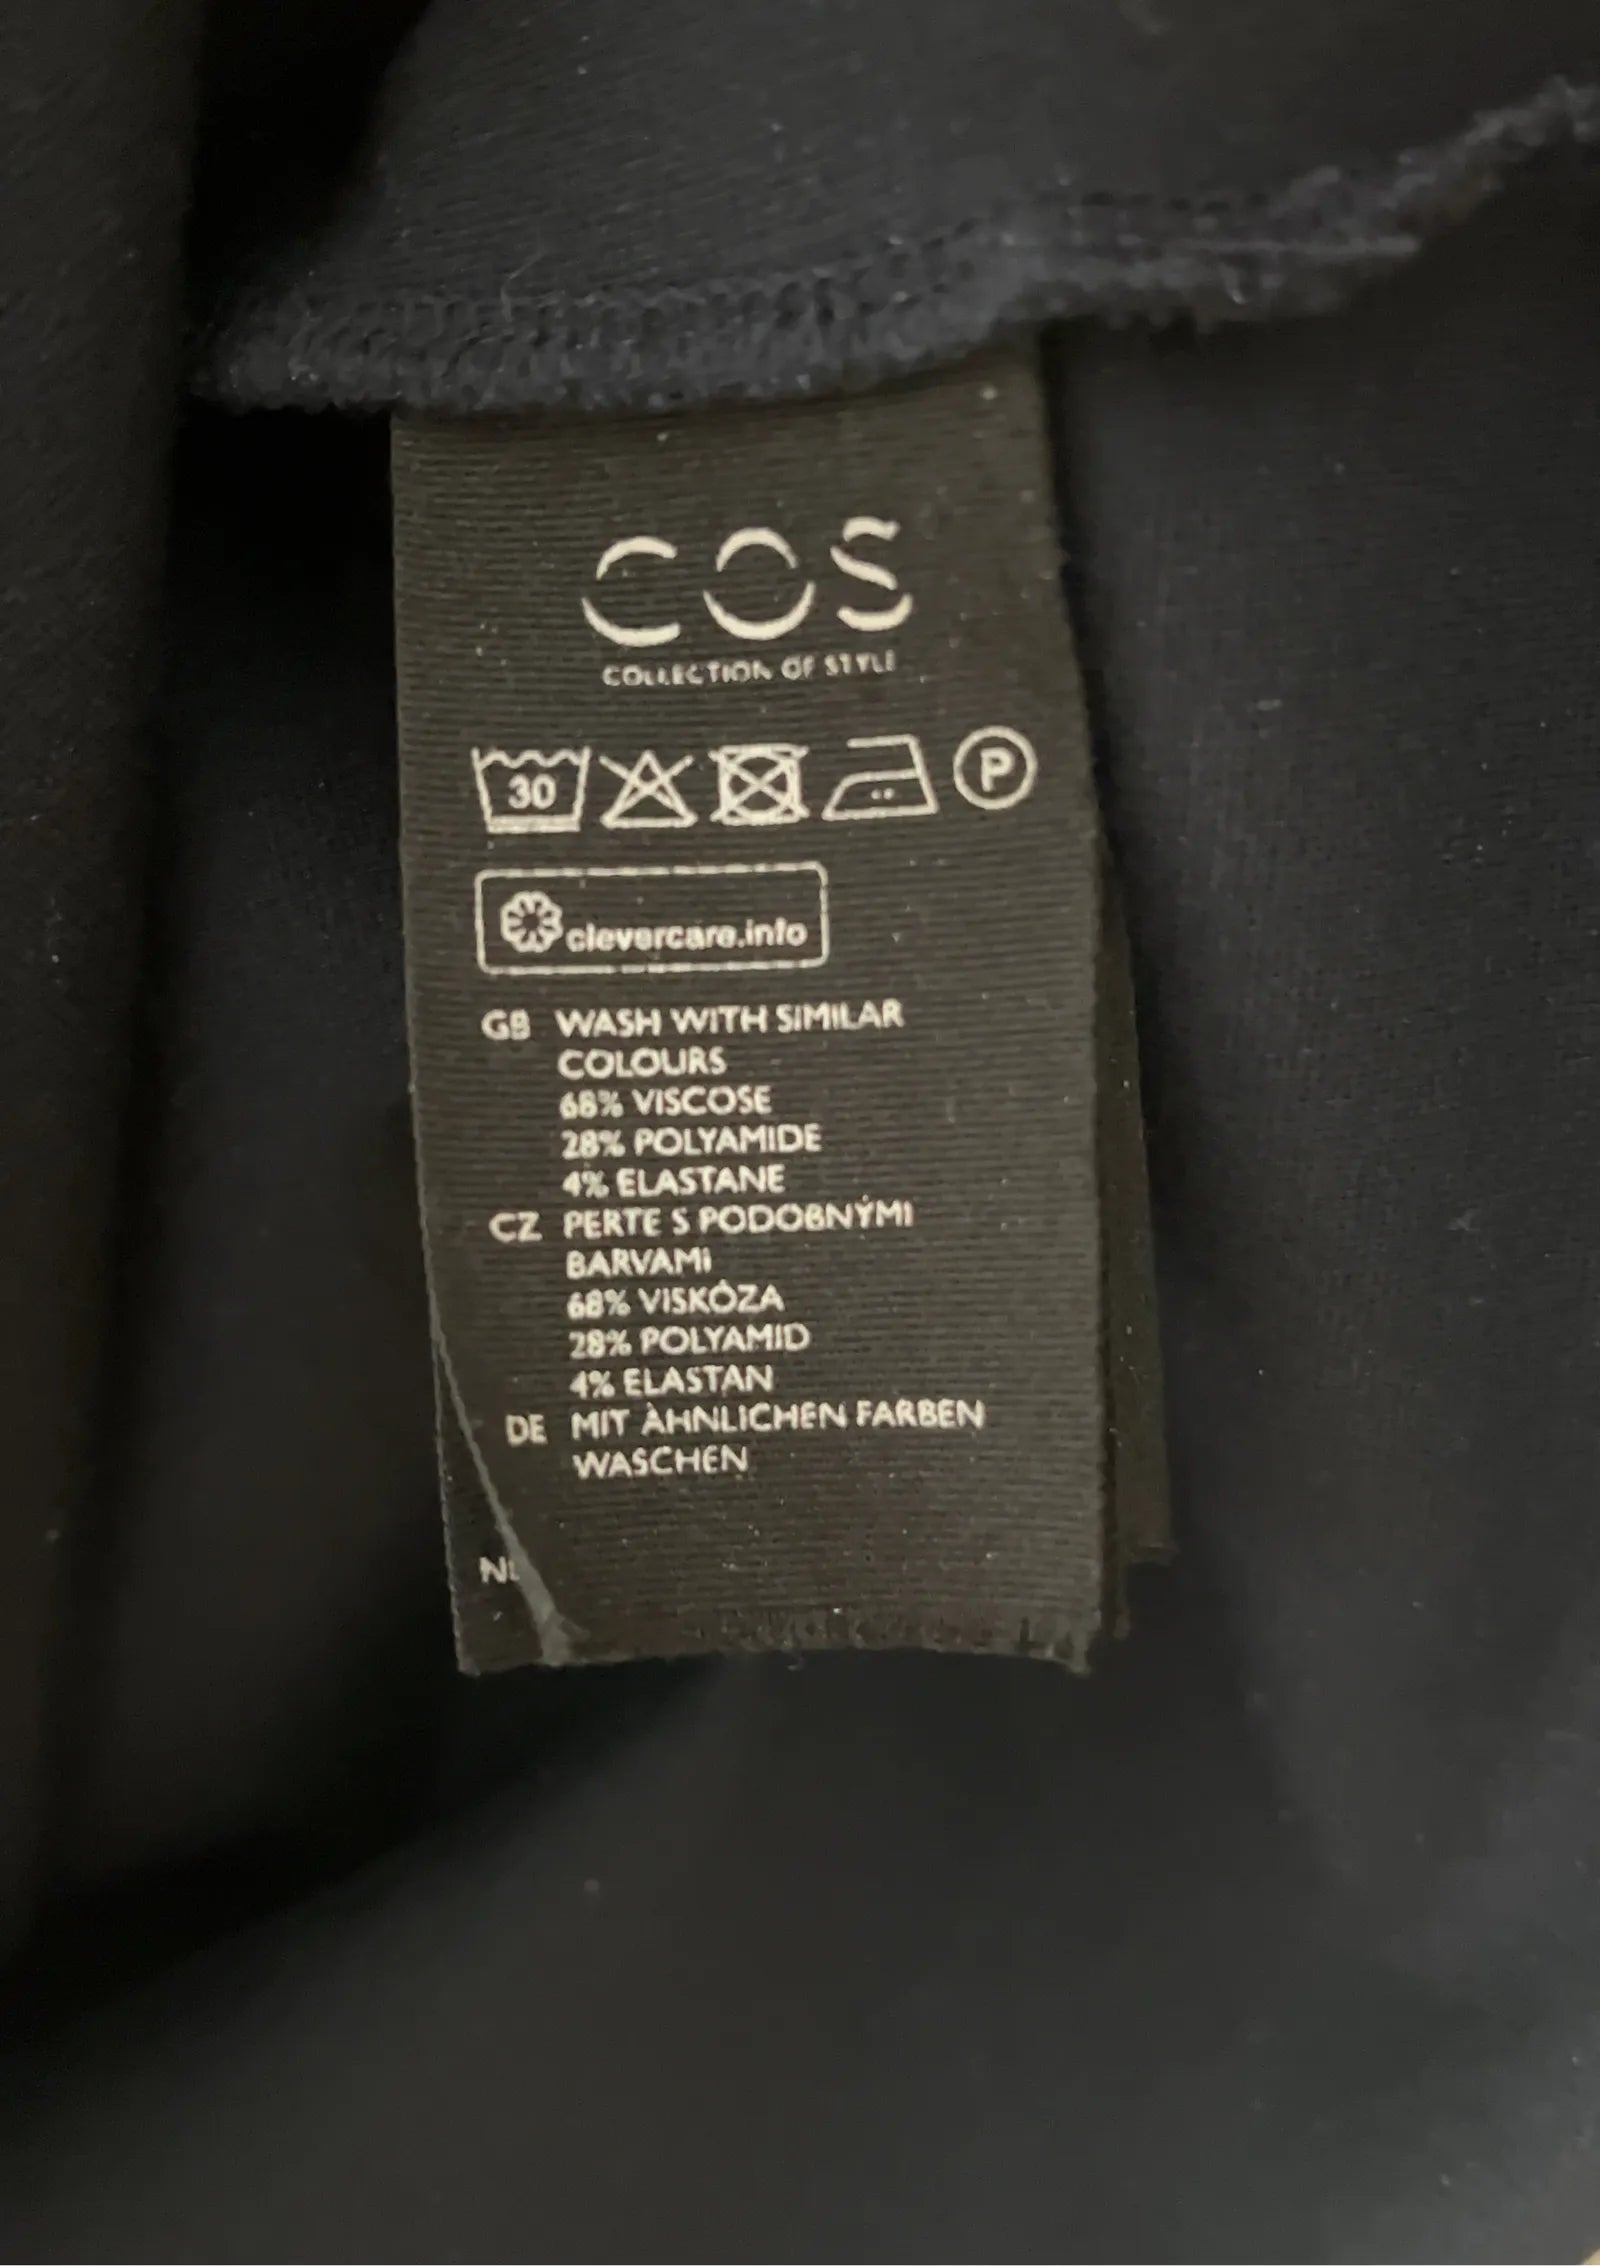 COS
COLLECTION OF STYLE
30 P
clevercare.info
GB WASH WITH SIMILAR
COLOURS
68% VISCOSE
28% POLYAMIDE
4% ELASTANE
CZ PERTE S PODOBNÝMI
BARVAMI
68% VISKÓZA
28% POLYAMID
4% ELASTAN
DE MIT ÄHNLICHEN FARBEN
WASCHEN
NL